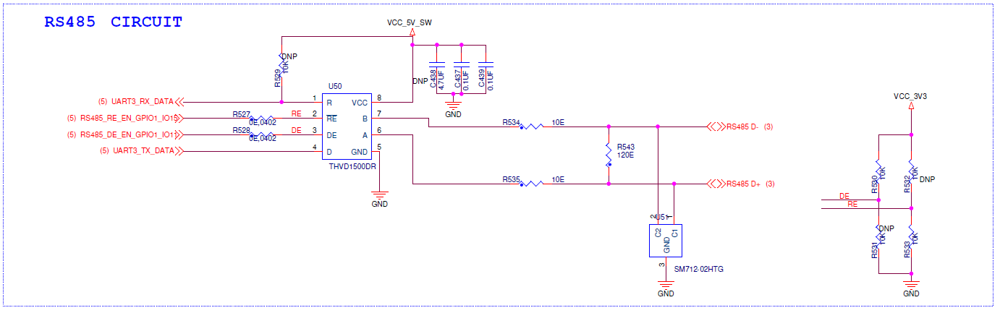 RS485 CIRCUIT
VCC_5V_SW
DNP
R529
10K
DNP
C438
4.7UF
C437
0.1UF
C439
0.1UF
GND
U50
(5) UART3_RX_DATA
1 R VCC 8
(5) RS485_RE_EN_GPIO1_IO15
R527
0E,0402
RE
2 RE B 7
(5) RS485_DE_EN_GPIO1_IO1
R528
0E,0402
DE
3 DE A 6
(5) UART3_TX_DATA
4 D GND 5
THVD1500DR
GND
R534 10E
RS485 D- (3)
R543
120E
R535 10E
RS485 D+ (3)
2 U51 1
C2 GND C1
3
SM712-02HTG
GND
VCC_3V3
R530
10K
R532
10K
DNP
DE
RE
DNP
R531
10K
R533
10K
GND